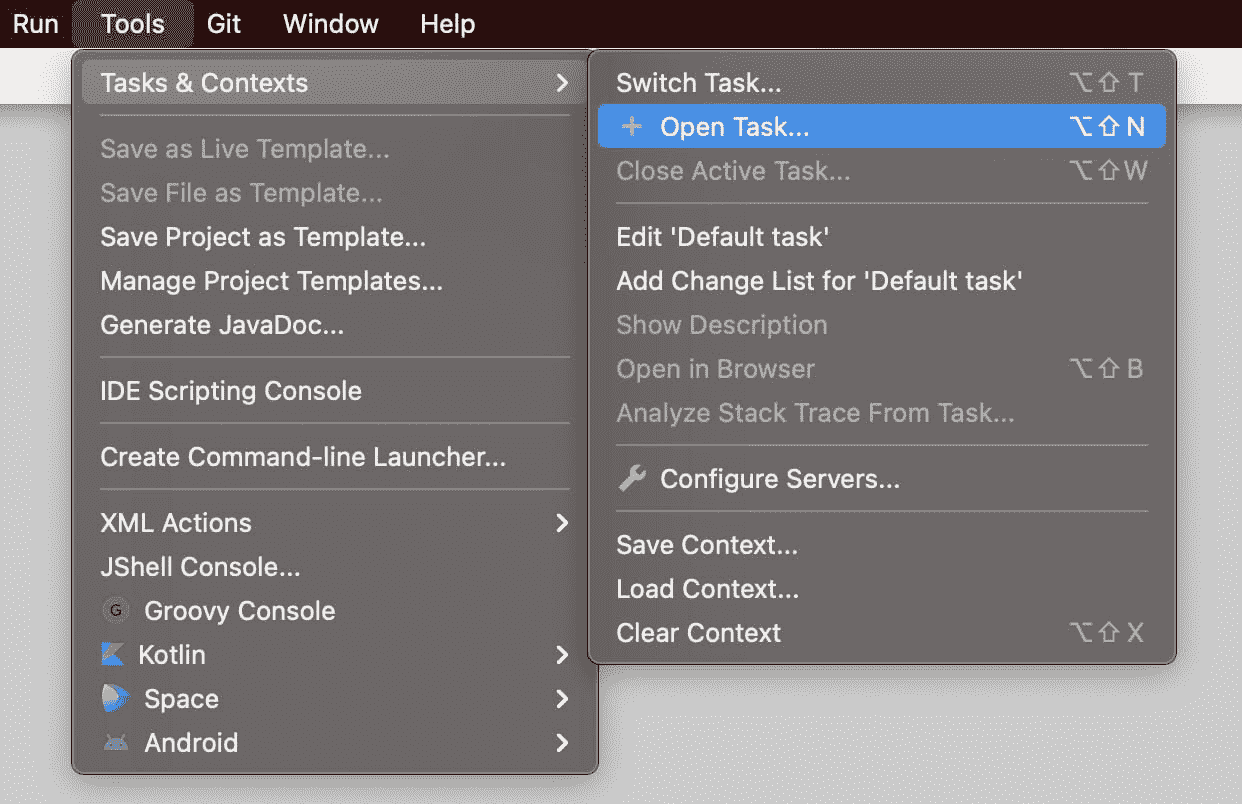 Run Tools Git Window Help
Tasks & Contexts
Save as Live Template...
Save File as Template...
Save Project as Template...
Manage Project Templates...
Generate JavaDoc...
IDE Scripting Console
Create Command-line Launcher...
XML Actions
JShell Console...
G Groovy Console
Kotlin
Space
Android
Switch Task... ⌥⇧ T
Open Task... ⌥⇧ N
Close Active Task... ⌥⇧ W
Edit 'Default task'
Add Change List for 'Default task'
Show Description
Open in Browser ⌥⇧ B
Analyze Stack Trace From Task...
Configure Servers...
Save Context...
Load Context...
Clear Context ⌥⇧ X